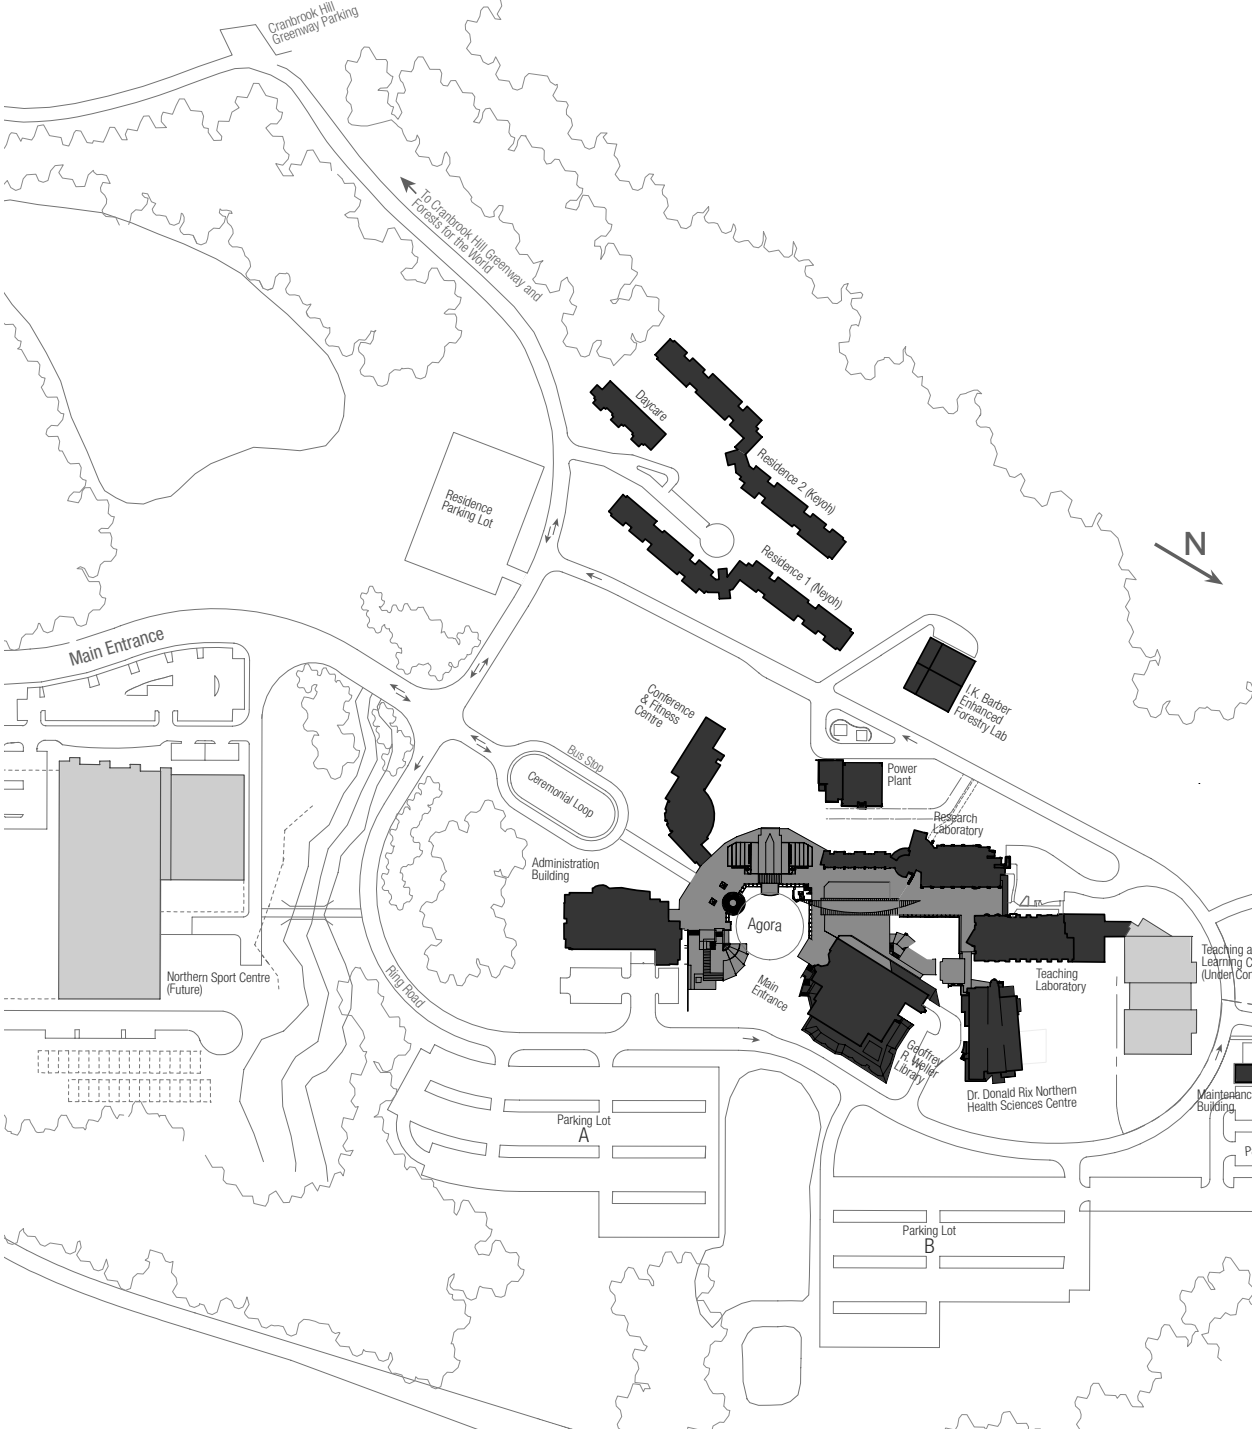 Cranbrook Hill
Greenway Parking
To Cranbrook Hill Greenway and
Forests for the World
Daycare
Residence 2 (Keyoh)
Residence
Parking Lot
Residence 1 (Neyoh)
N
Main Entrance
I.K. Barber
Enhanced
Forestry Lab
Conference
& Fitness
Centre
Bus Stop
Ceremonial Loop
Power
Plant
Research
Laboratory
Administration
Building
Agora
Northern Sport Centre
(Future)
Ring Road
Main
Entrance
Teaching
Laboratory
Teaching a
Learning C
(Under Con
Geoffrey
R. Weller
Library
Dr. Donald Rix Northern
Health Sciences Centre
Maintenanc
Building
Parking Lot
A
P
Parking Lot
B